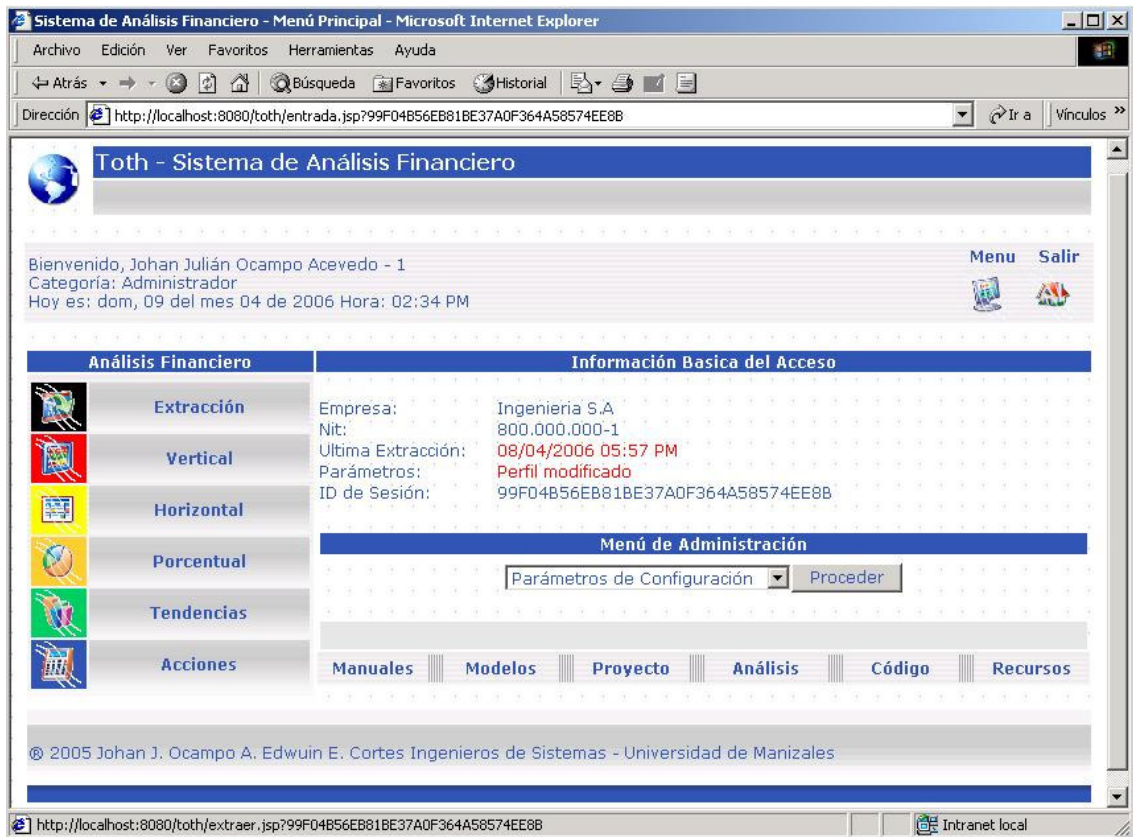 Sistema de Análisis Financiero - Menú Principal - Microsoft Internet Explorer
Archivo Edición Ver Favoritos Herramientas Ayuda
Atrás Búsqueda Favoritos Historial
Dirección http://localhost:8080/toth/entrada.jsp?99F04B56EB81BE37A0F364A58574EE8B Ir a Vínculos »
Toth - Sistema de Análisis Financiero
Bienvenido, Johan Julián Ocampo Acevedo - 1
Categoría: Administrador
Hoy es: dom, 09 del mes 04 de 2006 Hora: 02:34 PM
Menu Salir
Análisis Financiero
Extracción
Vertical
Horizontal
Porcentual
Tendencias
Acciones
Información Basica del Acceso
Empresa: Ingenieria S.A
Nit: 800.000.000-1
Ultima Extracción: 08/04/2006 05:57 PM
Parámetros: Perfil modificado
ID de Sesión: 99F04B56EB81BE37A0F364A58574EE8B
Menú de Administración
Parámetros de Configuración Proceder
Manuales Modelos Proyecto Análisis Código Recursos
® 2005 Johan J. Ocampo A. Edwuin E. Cortes Ingenieros de Sistemas - Universidad de Manizales
http://localhost:8080/toth/extraer.jsp?99F04B56EB81BE37A0F364A58574EE8B Intranet local